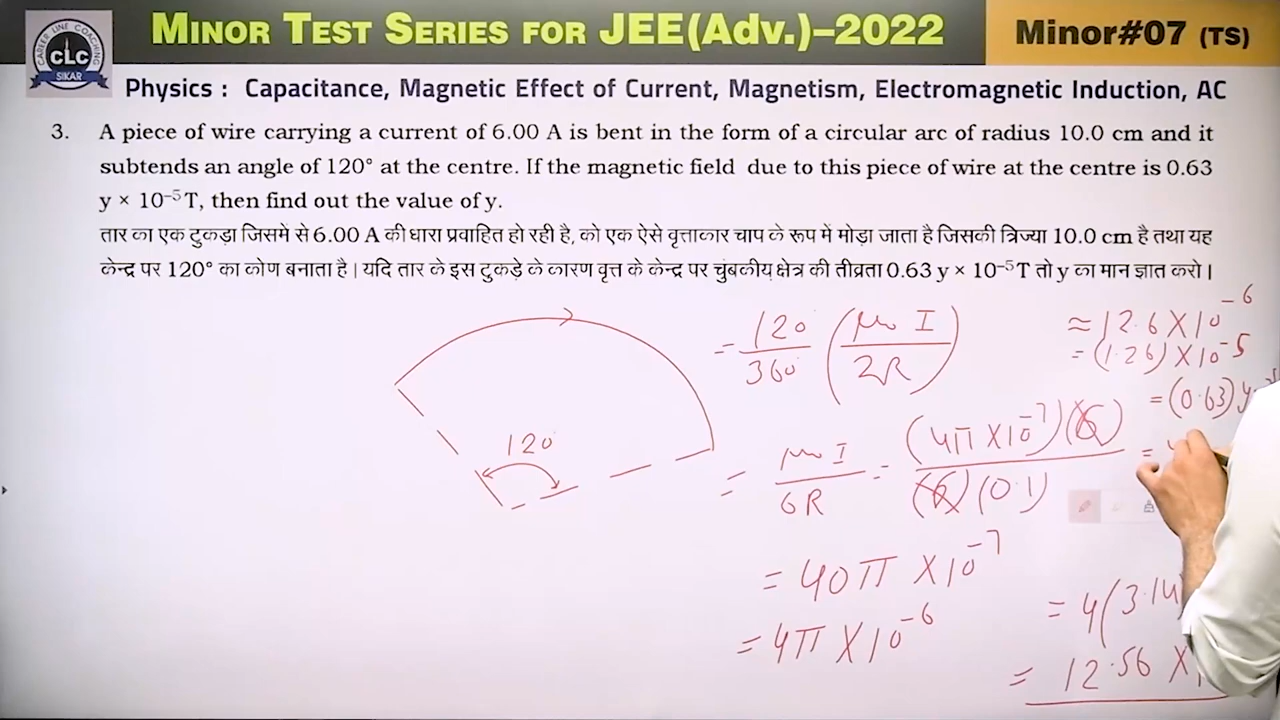 MINOR TEST SERIES FOR JEE(Adv.)–2022
Minor#07 (TS)
CAREER LINE COACHING
CLC
SIKAR
Physics : Capacitance, Magnetic Effect of Current, Magnetism, Electromagnetic Induction, AC
3. A piece of wire carrying a current of 6.00 A is bent in the form of a circular arc of radius 10.0 cm and it
subtends an angle of 120° at the centre. If the magnetic field due to this piece of wire at the centre is 0.63
y × 10⁻⁵T, then find out the value of y.
तार का एक टुकड़ा जिसमे से 6.00 A की धारा प्रवाहित हो रही है, को एक ऐसे वृत्ताकार चाप के रूप में मोड़ा जाता है जिसकी त्रिज्या 10.0 cm है तथा यह
केन्द्र पर 120° का कोण बनाता है। यदि तार के इस टुकड़े के कारण वृत्त के केन्द्र पर चुंबकीय क्षेत्र की तीव्रता 0.63 y × 10⁻⁵T तो y का मान ज्ञात करो।
120°
= 120°/360° (μ₀ I / 2R)
= μ₀ I / 6R = (4π × 10⁻⁷)(6) / (6)(0.1)
= 40π × 10⁻⁷
= 4π × 10⁻⁶
= 4(3.14
= 12.56 ×
≈ 12.6 × 10⁻⁶
= (1.26) × 10⁻⁵
= (0.63) y